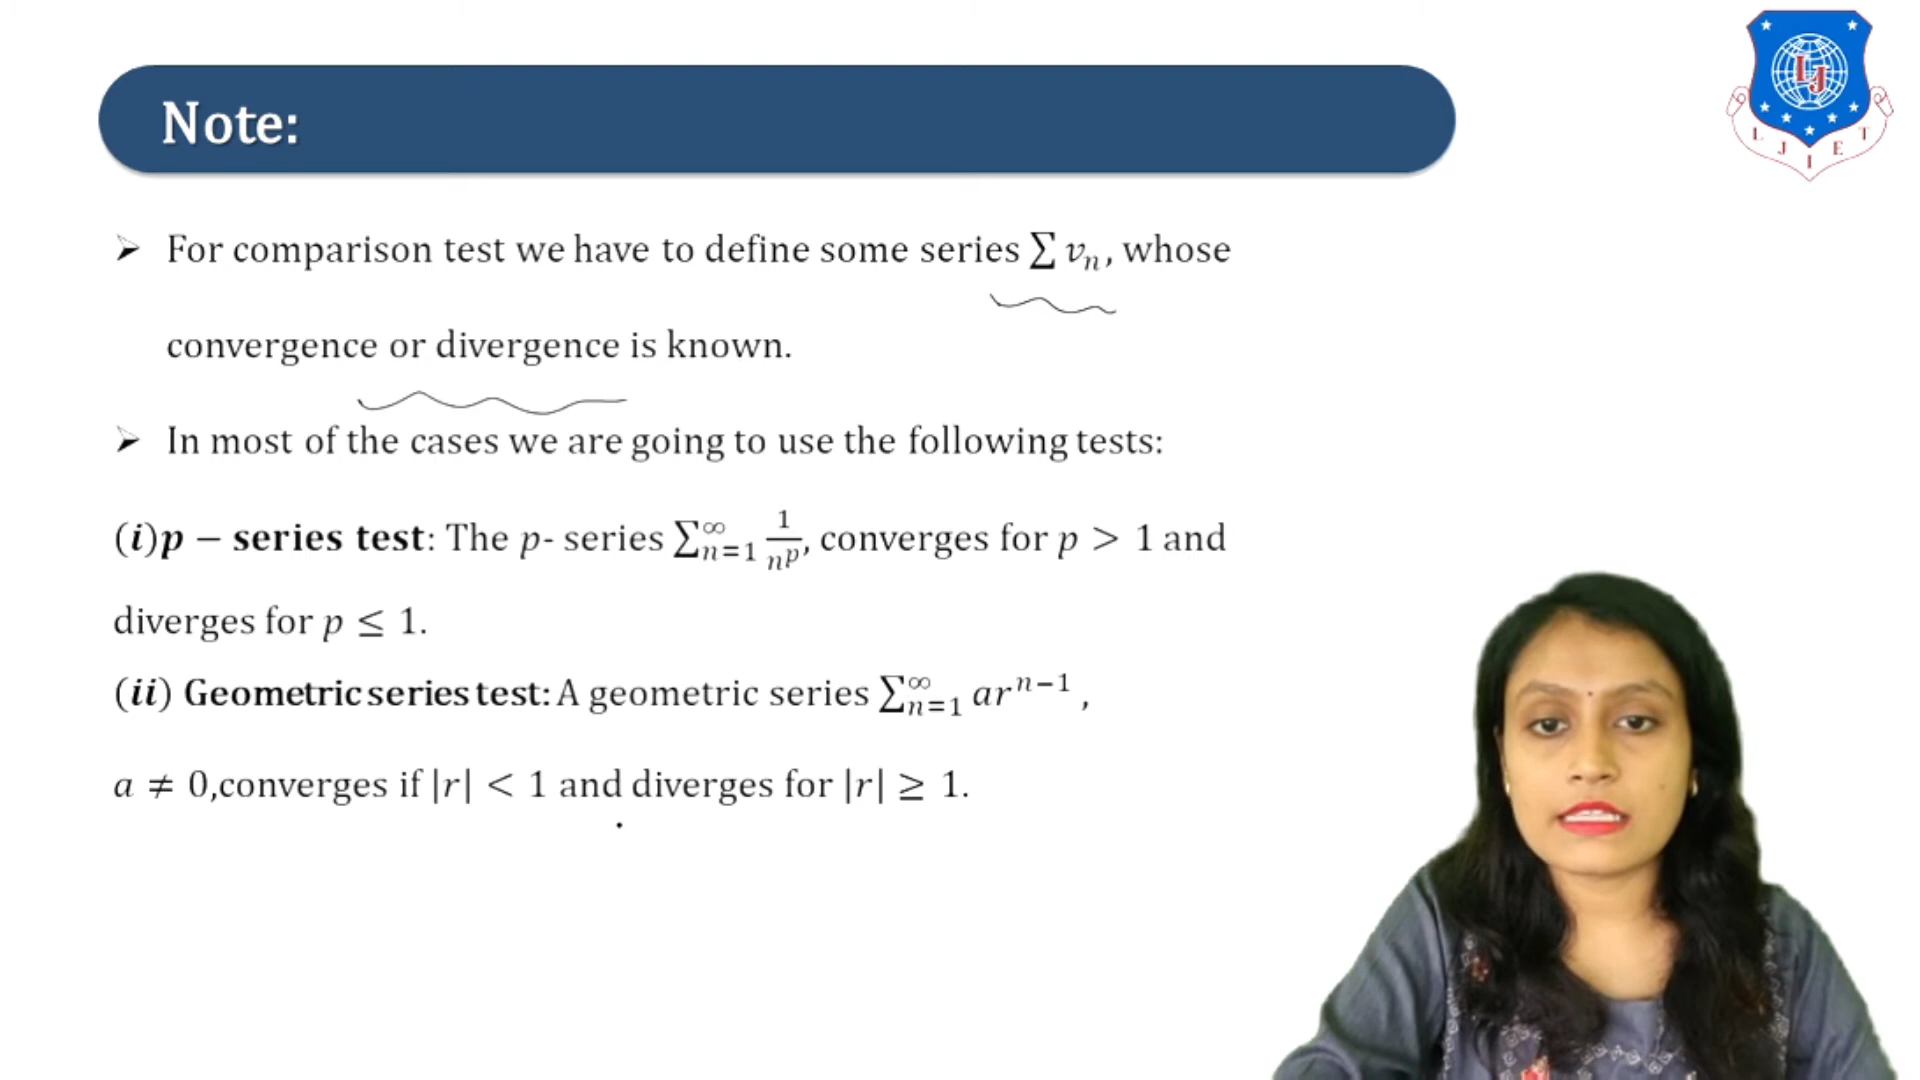 Note:
LJ
L J I E T
➢ For comparison test we have to define some series ∑ vₙ, whose
convergence or divergence is known.
➢ In most of the cases we are going to use the following tests:
(i)p − series test: The p- series ∑_{n=1}^{∞} 1/n^p, converges for p > 1 and
diverges for p ≤ 1.
(ii) Geometric series test: A geometric series ∑_{n=1}^{∞} ar^{n−1} ,
a ≠ 0,converges if |r| < 1 and diverges for |r| ≥ 1.